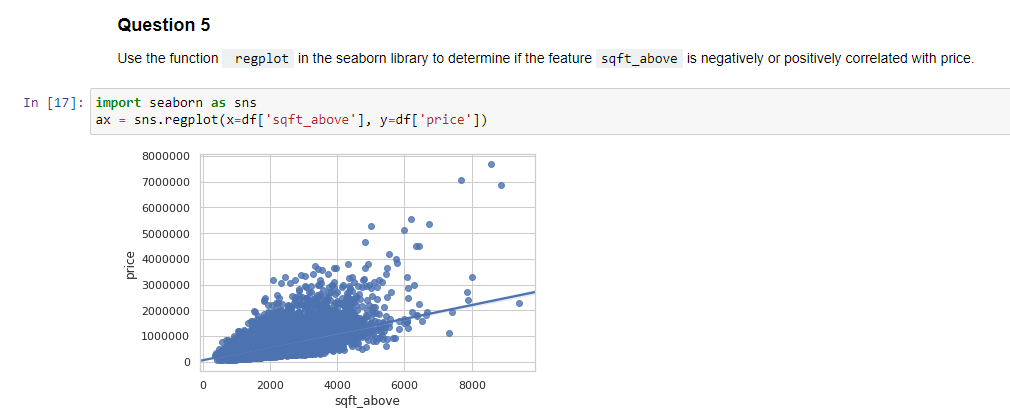 Question 5
Use the function regplot in the seaborn library to determine if the feature sqft_above is negatively or positively correlated with price.
In [17]: import seaborn as sns
ax = sns.regplot(x=df['sqft_above'], y=df['price'])
8000000
7000000
6000000
5000000
4000000
3000000
2000000
1000000
0
price
0 2000 4000 6000 8000
sqft_above